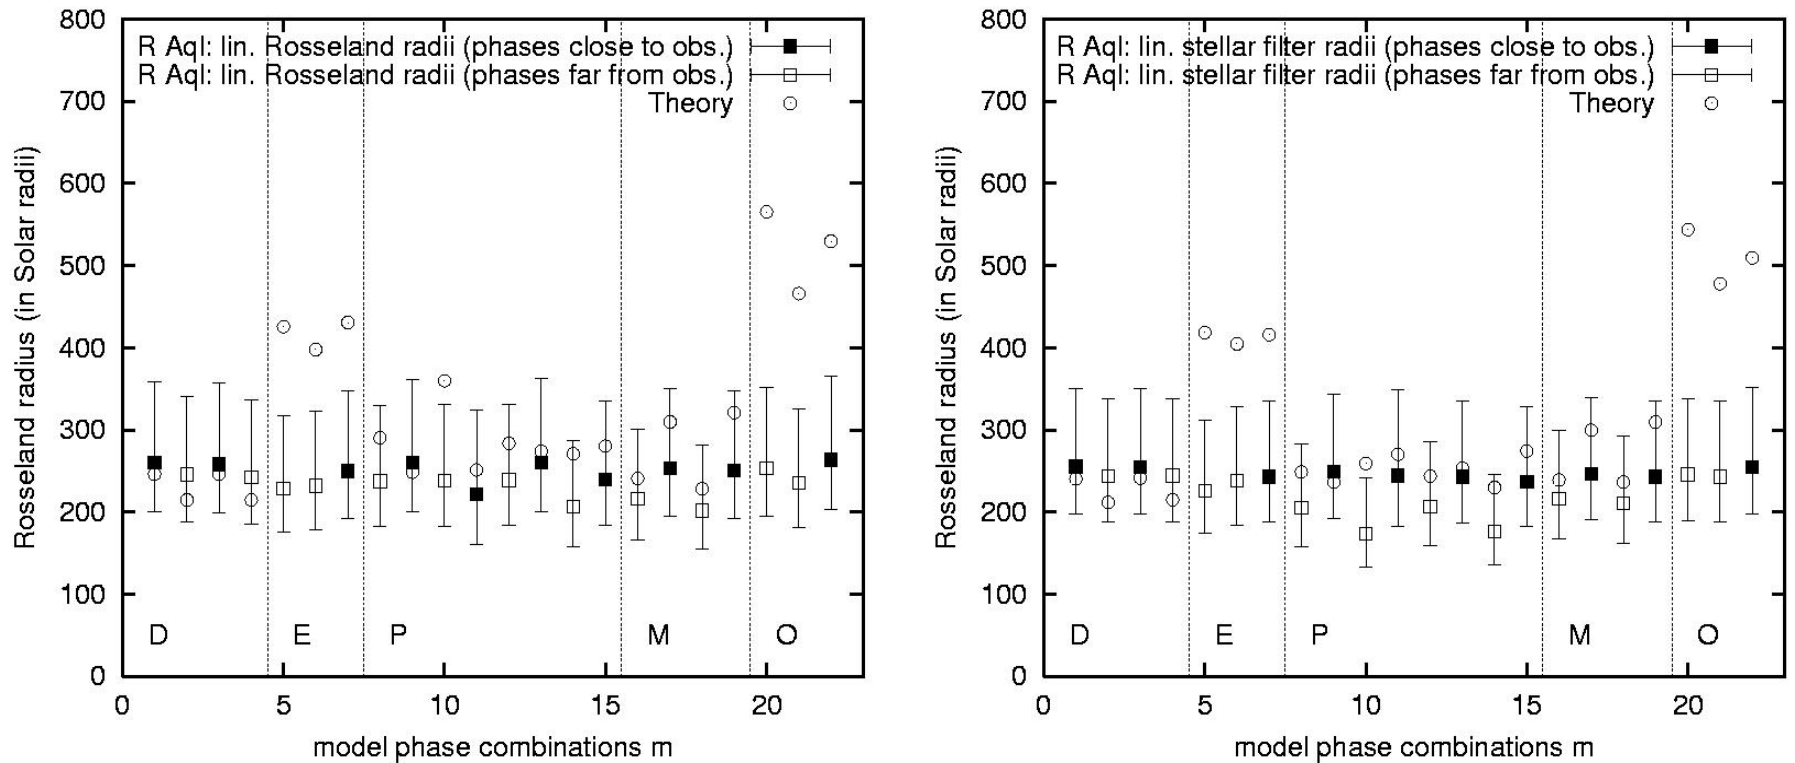 800
700
600
500
400
300
200
100
0
Rosseland radius (in Solar radii)
R Aql: lin. Rosseland radii (phases close to obs.)
R Aql: lin. Rosseland radii (phases far from obs.)
Theory
D E P M O
0 5 10 15 20
model phase combinations m
800
700
600
500
400
300
200
100
0
Rosseland radius (in Solar radii)
R Aql: lin. stellar filter radii (phases close to obs.)
R Aql: lin. stellar filter radii (phases far from obs.)
Theory
D E P M O
0 5 10 15 20
model phase combinations m